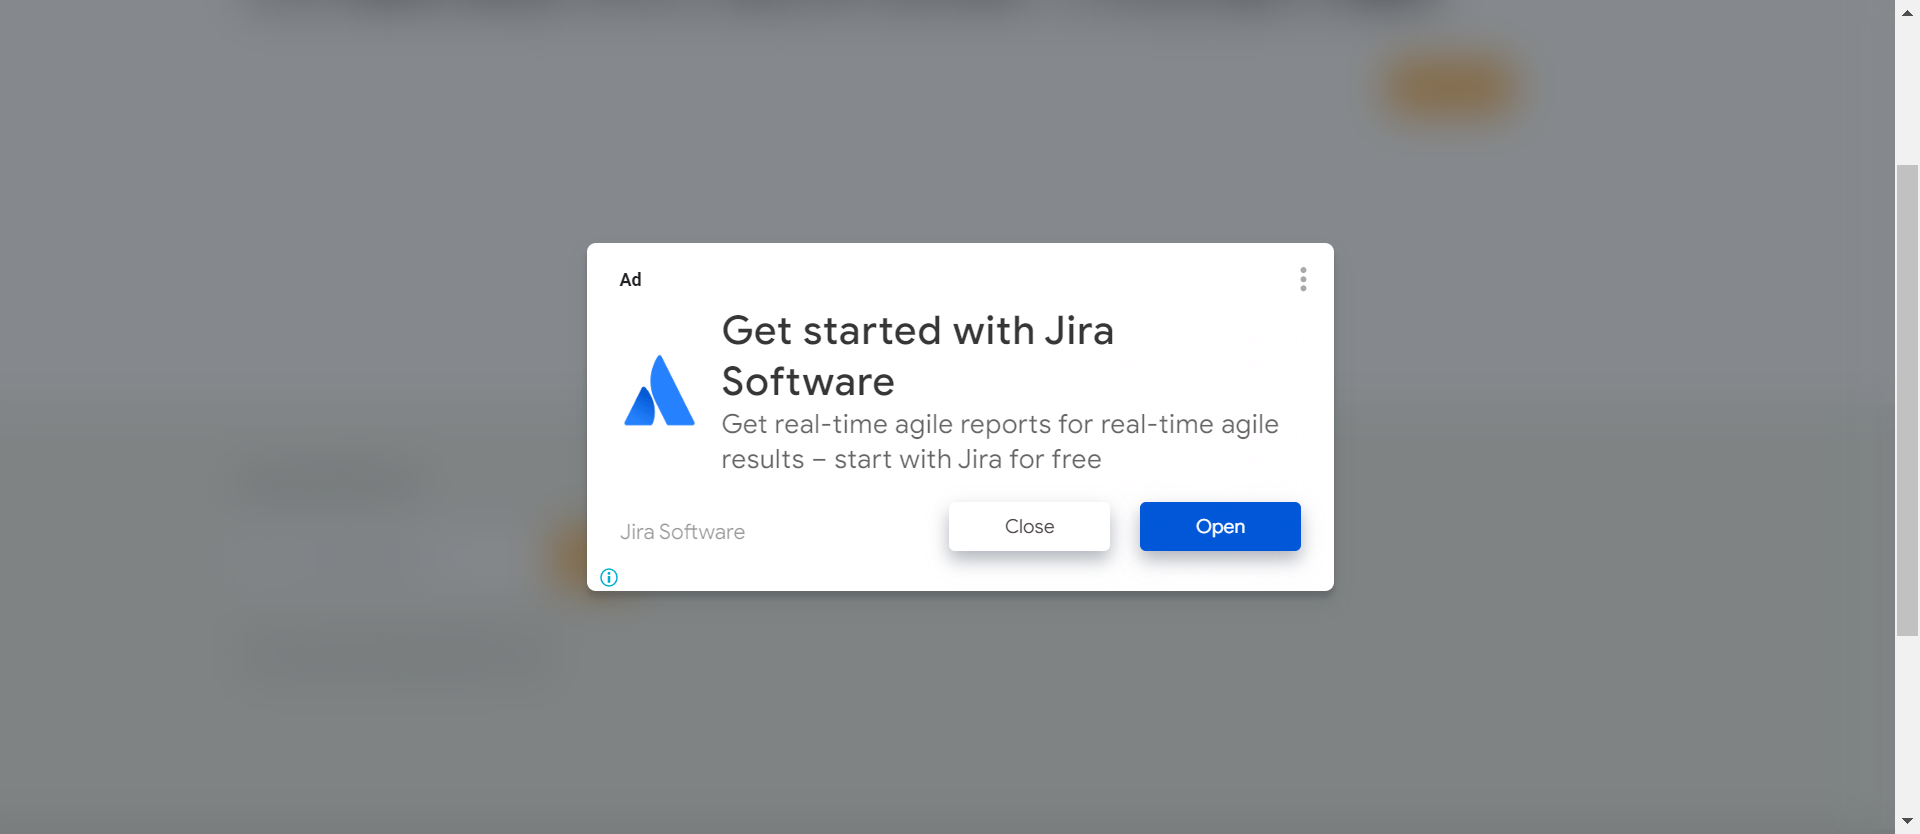 Ad
Get started with Jira
Software
Get real-time agile reports for real-time agile
results – start with Jira for free
Jira Software
Close
Open